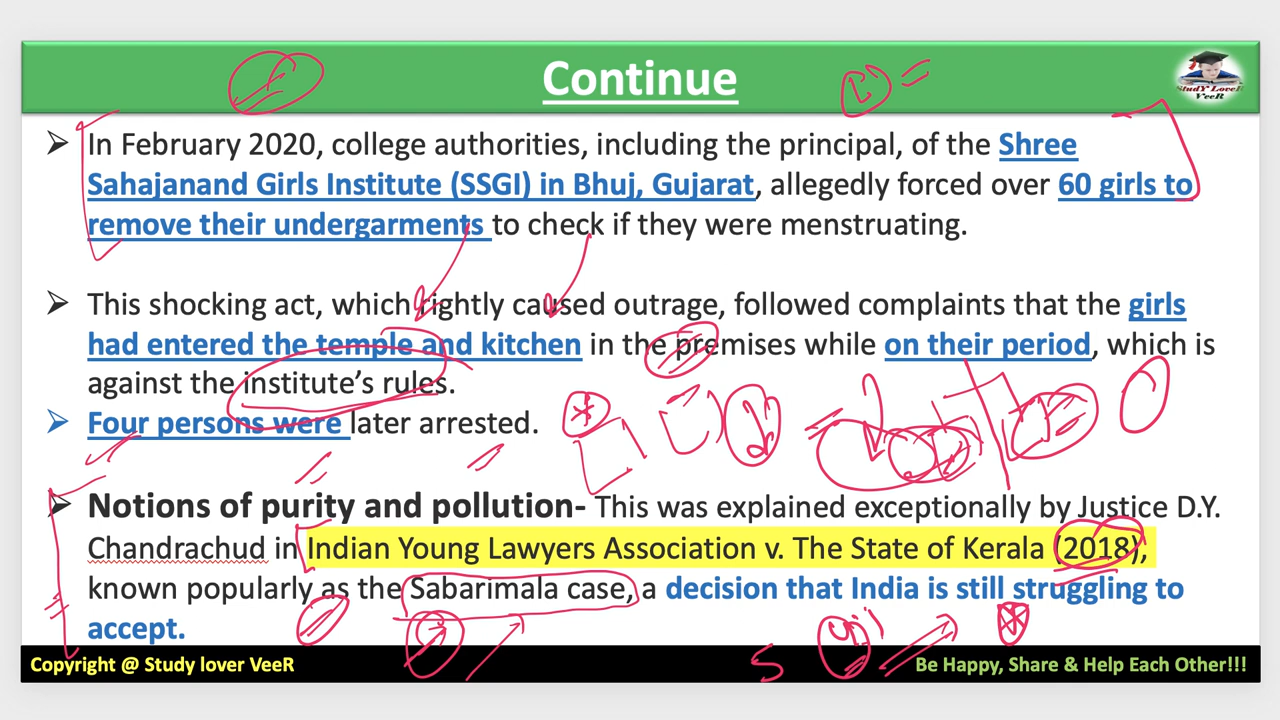 Continue
StudY LoveR
VeeR
➢ In February 2020, college authorities, including the principal, of the Shree
Sahajanand Girls Institute (SSGI) in Bhuj, Gujarat, allegedly forced over 60 girls to
remove their undergarments to check if they were menstruating.
➢ This shocking act, which rightly caused outrage, followed complaints that the girls
had entered the temple and kitchen in the premises while on their period, which is
against the institute's rules.
➢ Four persons were later arrested.
➢ Notions of purity and pollution- This was explained exceptionally by Justice D.Y.
Chandrachud in Indian Young Lawyers Association v. The State of Kerala (2018),
known popularly as the Sabarimala case, a decision that India is still struggling to
accept.
Copyright @ Study lover VeeR
Be Happy, Share & Help Each Other!!!